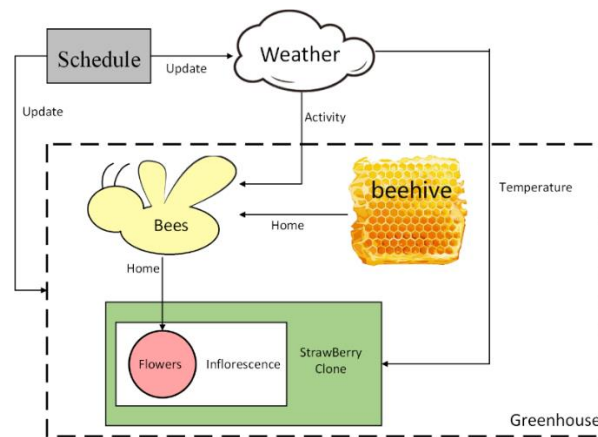 Schedule
Update
Weather
Update
Activity
beehive
Temperature
Bees
Home
Home
Flowers
Inflorescence
StrawBerry
Clone
Greenhouse